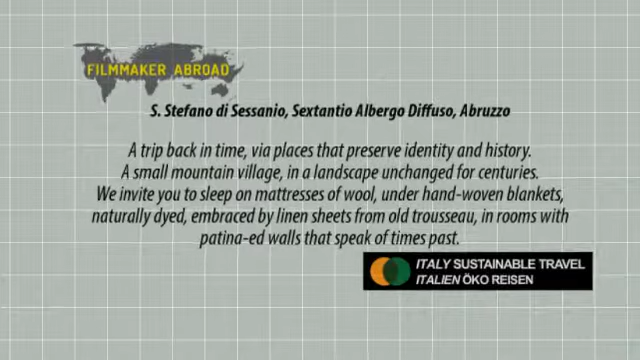 FILMMAKER ABROAD
S. Stefano di Sessanio, Sextantio Albergo Diffuso, Abruzzo
A trip back in time, via places that preserve identity and history.
A small mountain village, in a landscape unchanged for centuries.
We invite you to sleep on mattresses of wool, under hand-woven blankets,
naturally dyed, embraced by linen sheets from old trousseau, in rooms with
patina-ed walls that speak of times past.
ITALY SUSTAINABLE TRAVEL
ITALIEN ÖKO REISEN